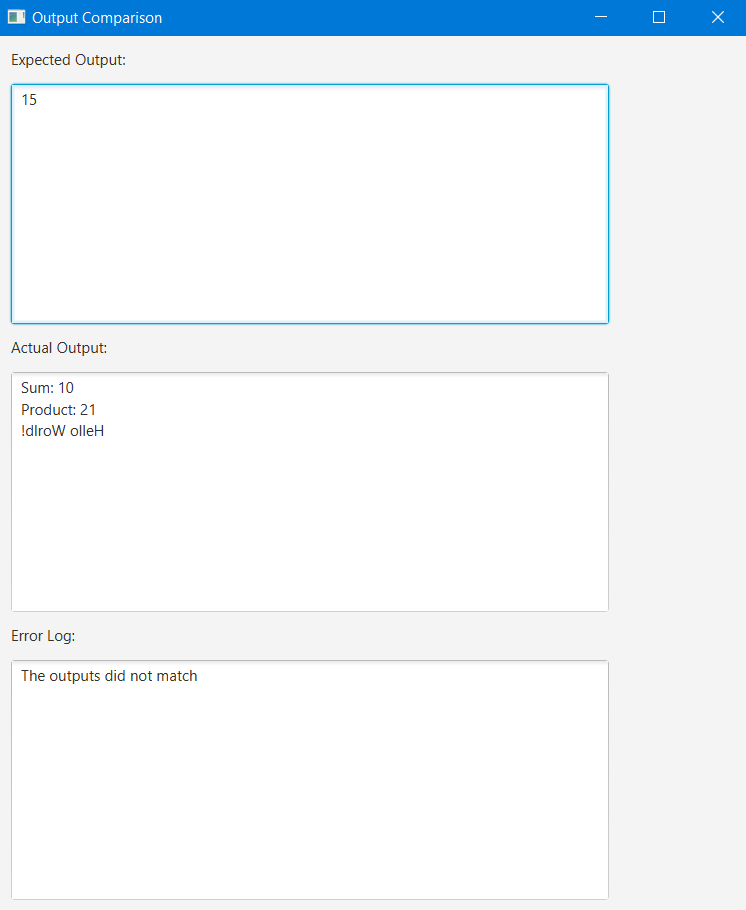 Output Comparison
Expected Output:
15
Actual Output:
Sum: 10
Product: 21
!dlroW olleH
Error Log:
The outputs did not match